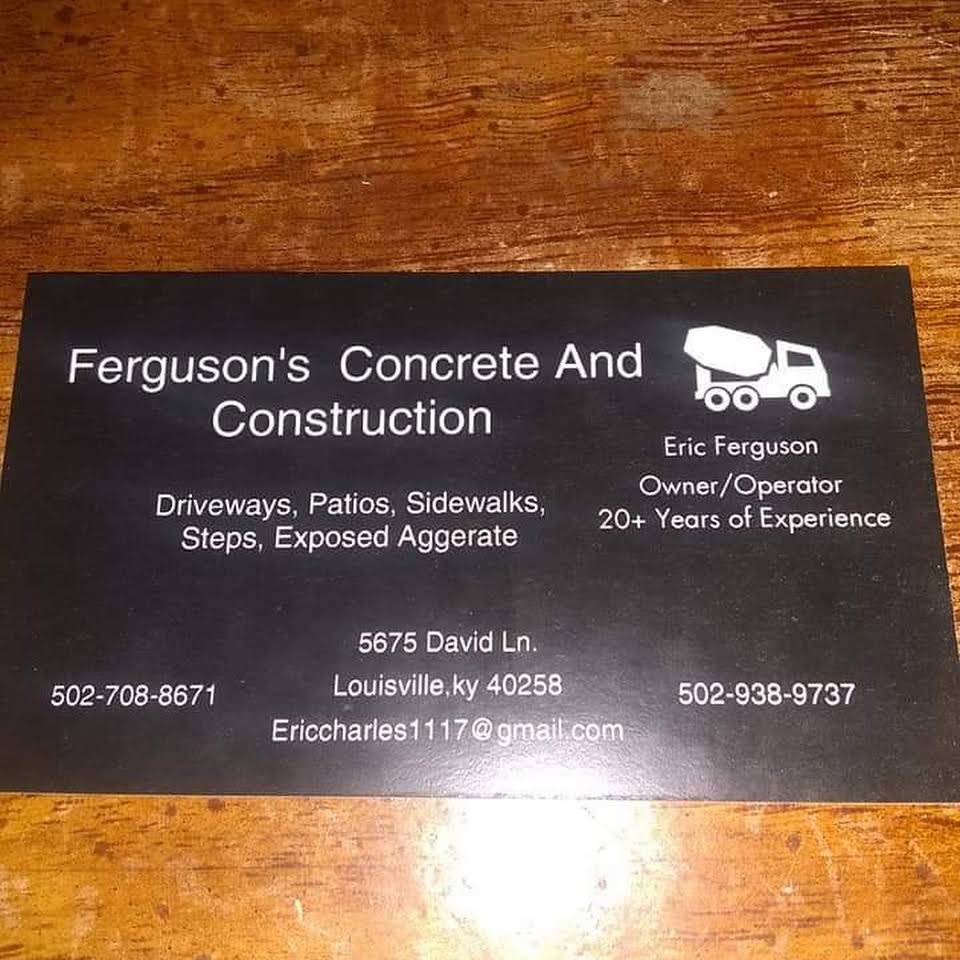 Ferguson's Concrete And
Construction
Eric Ferguson
Owner/Operator
20+ Years of Experience
Driveways, Patios, Sidewalks,
Steps, Exposed Aggerate
5675 David Ln.
Louisville,ky 40258
502-708-8671
502-938-9737
Ericcharles1117@gmail.com